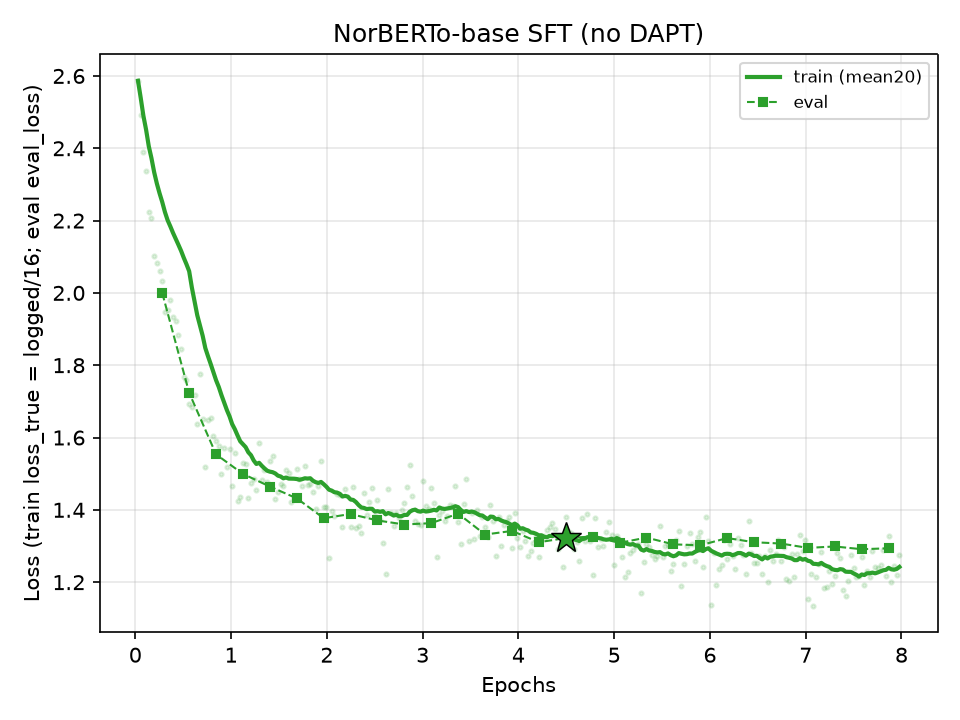 NorBERTo-base SFT (no DAPT)
train (mean20)
eval
Loss (train loss_true = logged/16; eval eval_loss)
2.6
2.4
2.2
2.0
1.8
1.6
1.4
1.2
0 1 2 3 4 5 6 7 8
Epochs